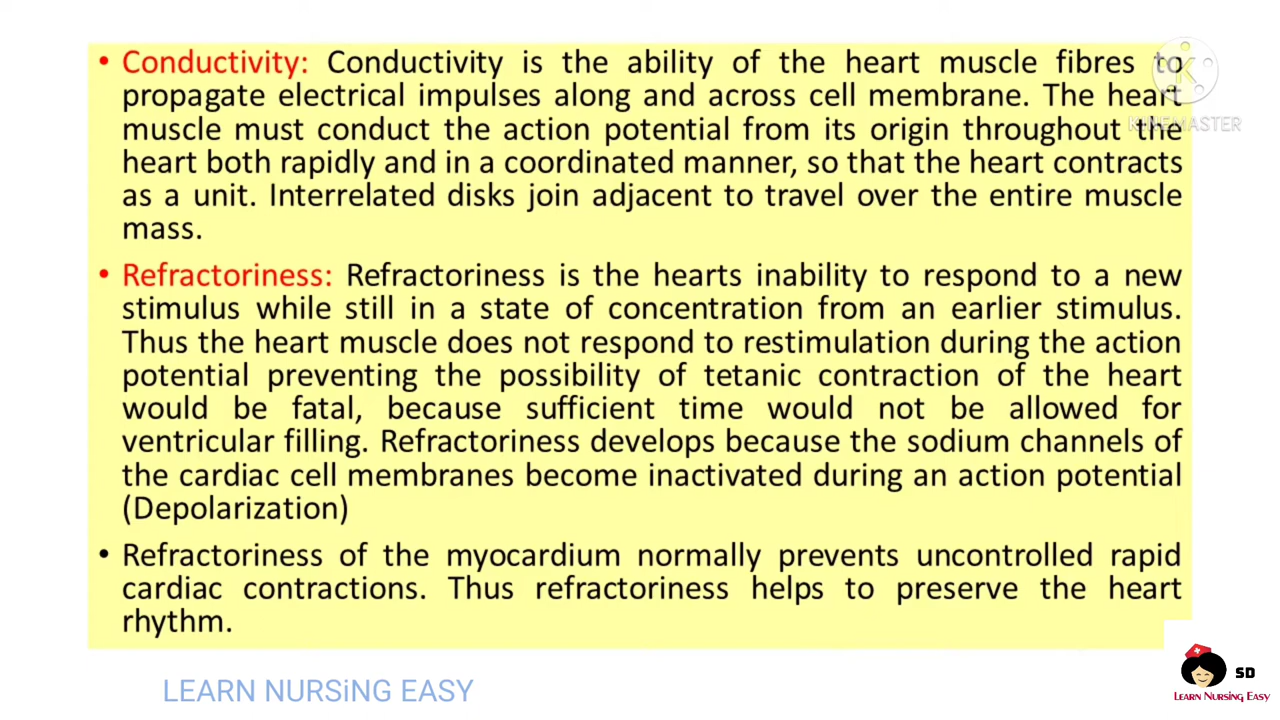 • Conductivity: Conductivity is the ability of the heart muscle fibres to
propagate electrical impulses along and across cell membrane. The heart
muscle must conduct the action potential from its origin throughout the
heart both rapidly and in a coordinated manner, so that the heart contracts
as a unit. Interrelated disks join adjacent to travel over the entire muscle
mass.
• Refractoriness: Refractoriness is the hearts inability to respond to a new
stimulus while still in a state of concentration from an earlier stimulus.
Thus the heart muscle does not respond to restimulation during the action
potential preventing the possibility of tetanic contraction of the heart
would be fatal, because sufficient time would not be allowed for
ventricular filling. Refractoriness develops because the sodium channels of
the cardiac cell membranes become inactivated during an action potential
(Depolarization)
• Refractoriness of the myocardium normally prevents uncontrolled rapid
cardiac contractions. Thus refractoriness helps to preserve the heart
rhythm.
K
KINEMASTER
LEARN NURSiNG EASY
SD
LEARN NURSING EASY